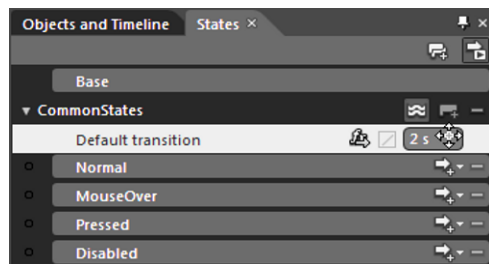 Objects and Timeline States
Base
CommonStates
Default transition 2 s
Normal
MouseOver
Pressed
Disabled